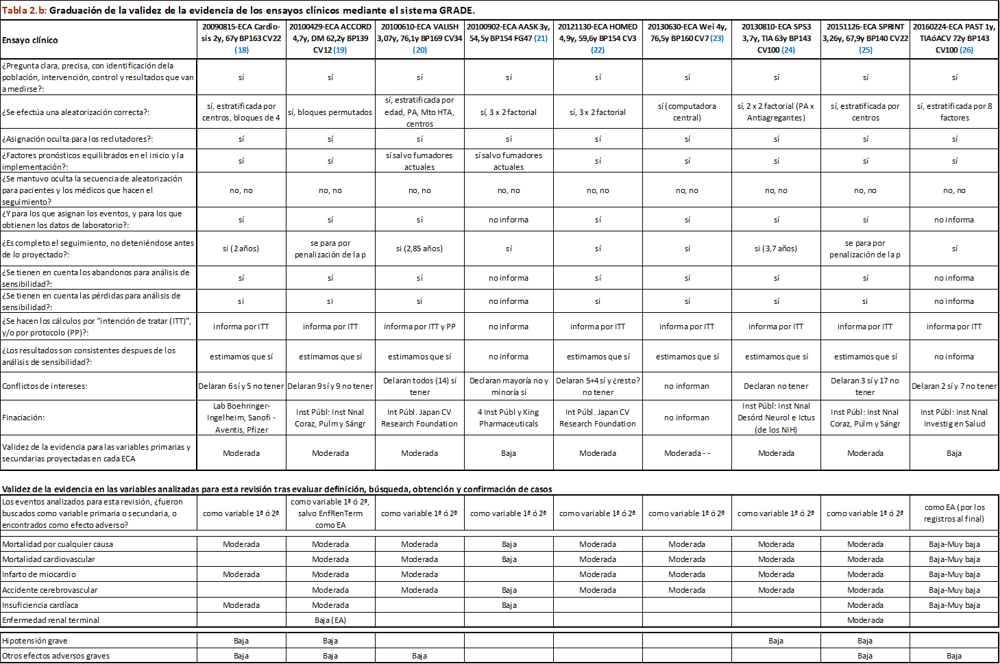 Tabla 2.b: Graduación de la validez de la evidencia de los ensayos clínicos mediante el sistema GRADE.
Ensayo clínico
20090815-ECA Cardio-
sis 2y, 67y BP163 CV22
(18)
20100429-ECA ACCORD
4,7y, DM 62,2y BP139
CV12 (19)
20100610-ECA VALISH
3,07y, 76,1y BP169 CV34
(20)
20100902-ECA AASK 3y,
54,5y BP154 FG47 (21)
20121130-ECA HOMED
4,9y, 59,6y BP154 CV3
(22)
20130630-ECA Wei 4y,
76,5y BP160 CV7 (23)
20130810-ECA SPS3
3,7y, TIA 63y BP143
CV100 (24)
20151126-ECA SPRINT
3,26y, 67,9y BP140 CV22
(25)
20160224-ECA PAST 1y,
TIAóACV 72y BP143
CV100 (26)
¿Pregunta clara, precisa, con identificación dela
población, intervención, control y resultados que van
a medirse?:
sí
sí
sí
sí
sí
sí
sí
sí
sí
¿Se efectúa una aleatorización correcta?:
sí, estratificada por
centros, bloques de 4
sí, bloques permutados
sí, estratificada por
edad, PA, Mto HTA,
centros
sí, 3 x 2 factorial
sí, 3 x 2 factorial
sí (computadora
central)
sí, 2 x 2 factorial (PA x
Antiagregantes)
sí, estratificada por
centros
sí, estratificada por 8
factores
¿Asignación oculta para los reclutadores?:
sí
sí
sí
sí
sí
sí
sí
sí
sí
¿Factores pronósticos equilibrados en el inicio y la
implementación?:
sí
sí
sí salvo fumadores
actuales
sí salvo fumadores
actuales
sí
sí
sí
sí
sí
¿Se mantuvo oculta la secuencia de aleatorización
para pacientes y los médicos que hacen el
seguimiento?
no, no
no, no
no, no
no, no
no, no
no, no
no, no
no, no
no, no
¿Y para los que asignan los eventos, y para los que
obtienen los datos de laboratorio?:
sí
sí
sí
no informa
sí
sí
sí
sí
no informa
¿Es completo el seguimiento, no deteniéndose antes
de lo proyectado?:
si (2 años)
se para por
penalización de la p
si (2,85 años)
sí
sí
sí
si (3,7 años)
se para por
penalización de la p
sí
¿Se tienen en cuenta los abandonos para análisis de
sensibilidad?:
sí
sí
sí
no informa
sí
sí
sí
sí
no informa
¿Se tienen en cuenta las pérdidas para análisis de
sensibilidad?:
si
si
si
no informa
si
sí
sí
si
no informa
¿Se hacen los cálculos por “intención de tratar (ITT)”,
y/o por protocolo (PP)?:
informa por ITT
informa por ITT
informa por ITT y PP
no informa
informa por ITT
informa por ITT
informa por ITT
informa por ITT
informa por ITT
¿Los resultados son consistentes despues de los
análisis de sensibilidad?:
estimamos que sí
estimamos que sí
estimamos que sí
no informa
estimamos que sí
estimamos que sí
estimamos que sí
estimamos que sí
no informa
Conflictos de intereses:
Delaran 6 sí y 5 no tener
Delaran 9 sí y 9 no tener
Delaran todos (14) sí
tener
Declaran mayoría no y
minoría sí
Delaran 5+4 sí y ¿resto?
no tener
no informan
Declaran no tener
Delaran 3 sí y 17 no
tener
Delaran 2 sí y 7 no tener
Finaciación:
Lab Boehringer-
Ingelheim, Sanofi -
Aventis, Pfizer
Inst Públ: Inst Nnal
Coraz, Pulm y Sángr
Int Públ. Japan CV
Research Foundation
4 Inst Públ y King
Pharmaceuticals
Int Públ. Japan CV
Research Foundation
no informan
Inst Públ: Inst Nnal
Desórd Neurol e Ictus
(de los NIH)
Inst Públ: Inst Nnal
Coraz, Pulm y Sángr
Inst Públ: Inst Nnal
Investig en Salud
Validez de la evidencia para las variables primarias y
secundarias proyectadas en cada ECA
Moderada
Moderada
Moderada
Baja
Moderada
Moderada - -
Moderada
Moderada
Baja
Validez de la evidencia en las variables analizadas para esta revisión tras evaluar definición, búsqueda, obtención y confirmación de casos
Los eventos analizados para esta revisión, ¿fueron
buscados como variable primaria o secundaria, o
encontrados como efecto adverso?
como variable 1ª ó 2ª
como variable 1ª ó 2ª,
salvo EnfRenTerm
como EA
como variable 1ª ó 2ª
como variable 1ª ó 2ª
como variable 1ª ó 2ª
como variable 1ª ó 2ª
como variable 1ª ó 2ª
como variable 1ª ó 2ª
como EA (por los
registros al final)
Mortalidad por cualquier causa
Moderada
Moderada
Moderada
Baja
Moderada
Moderada
Moderada
Moderada
Baja-Muy baja
Mortalidad cardiovascular
Moderada
Moderada
Baja
Moderada
Moderada
Moderada
Moderada
Baja-Muy baja
Infarto de miocardio
Moderada
Moderada
Moderada
Moderada
Moderada
Moderada
Moderada
Baja-Muy baja
Accidente cerebrovascular
Moderada
Moderada
Baja
Moderada
Moderada
Moderada
Moderada
Baja-Muy baja
Insuficiencia cardíaca
Moderada
Moderada
Baja
Moderada
Baja-Muy baja
Enfermedad renal terminal
Baja (EA)
Moderada
Hipotensión grave
Baja
Baja
Baja
Baja
Otros efectos adversos graves
Baja
Baja
Baja
Baja
Baja